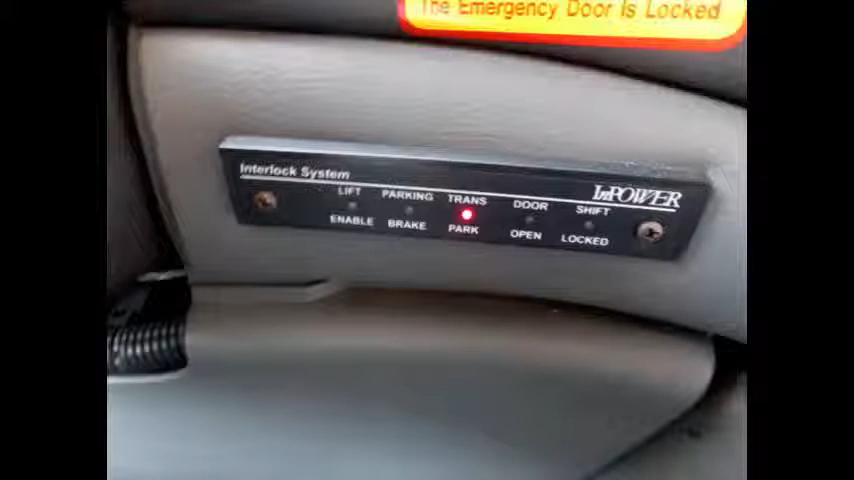 The Emergency Door Is Locked
Interlock System
InPOWER
LIFT PARKING TRANS DOOR SHIFT
ENABLE BRAKE PARK OPEN LOCKED